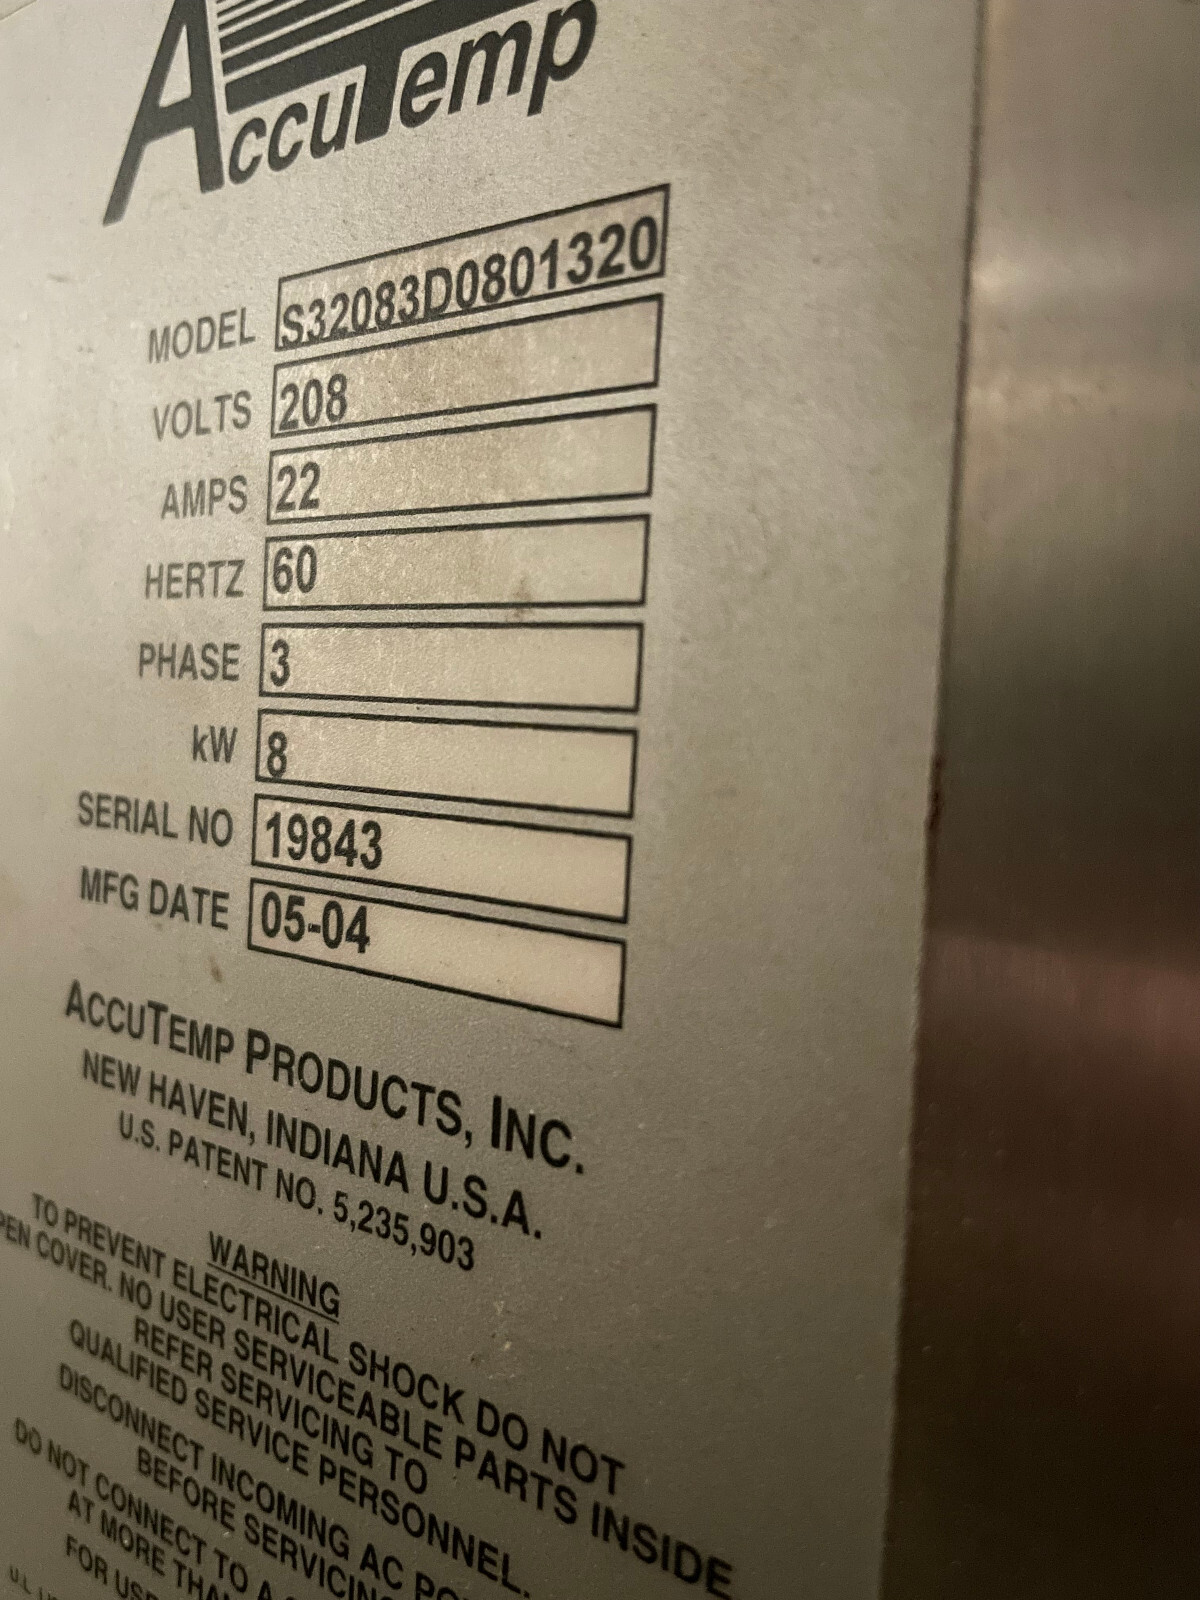 AccuTemp
MODEL S32083D0801320
VOLTS 208
AMPS 22
HERTZ 60
PHASE 3
kW 8
SERIAL NO 19843
MFG DATE 05-04
ACCUTEMP PRODUCTS, INC.
NEW HAVEN, INDIANA U.S.A.
U.S. PATENT NO. 5,235,903
WARNING
TO PREVENT ELECTRICAL SHOCK DO NOT
COVER. NO USER SERVICEABLE PARTS INSIDE
REFER SERVICING TO
QUALIFIED SERVICE PERSONNEL.
DISCONNECT INCOMING AC
BEFORE SERVICING
DO NOT CONNECT TO A
AT MORE THAN
FOR